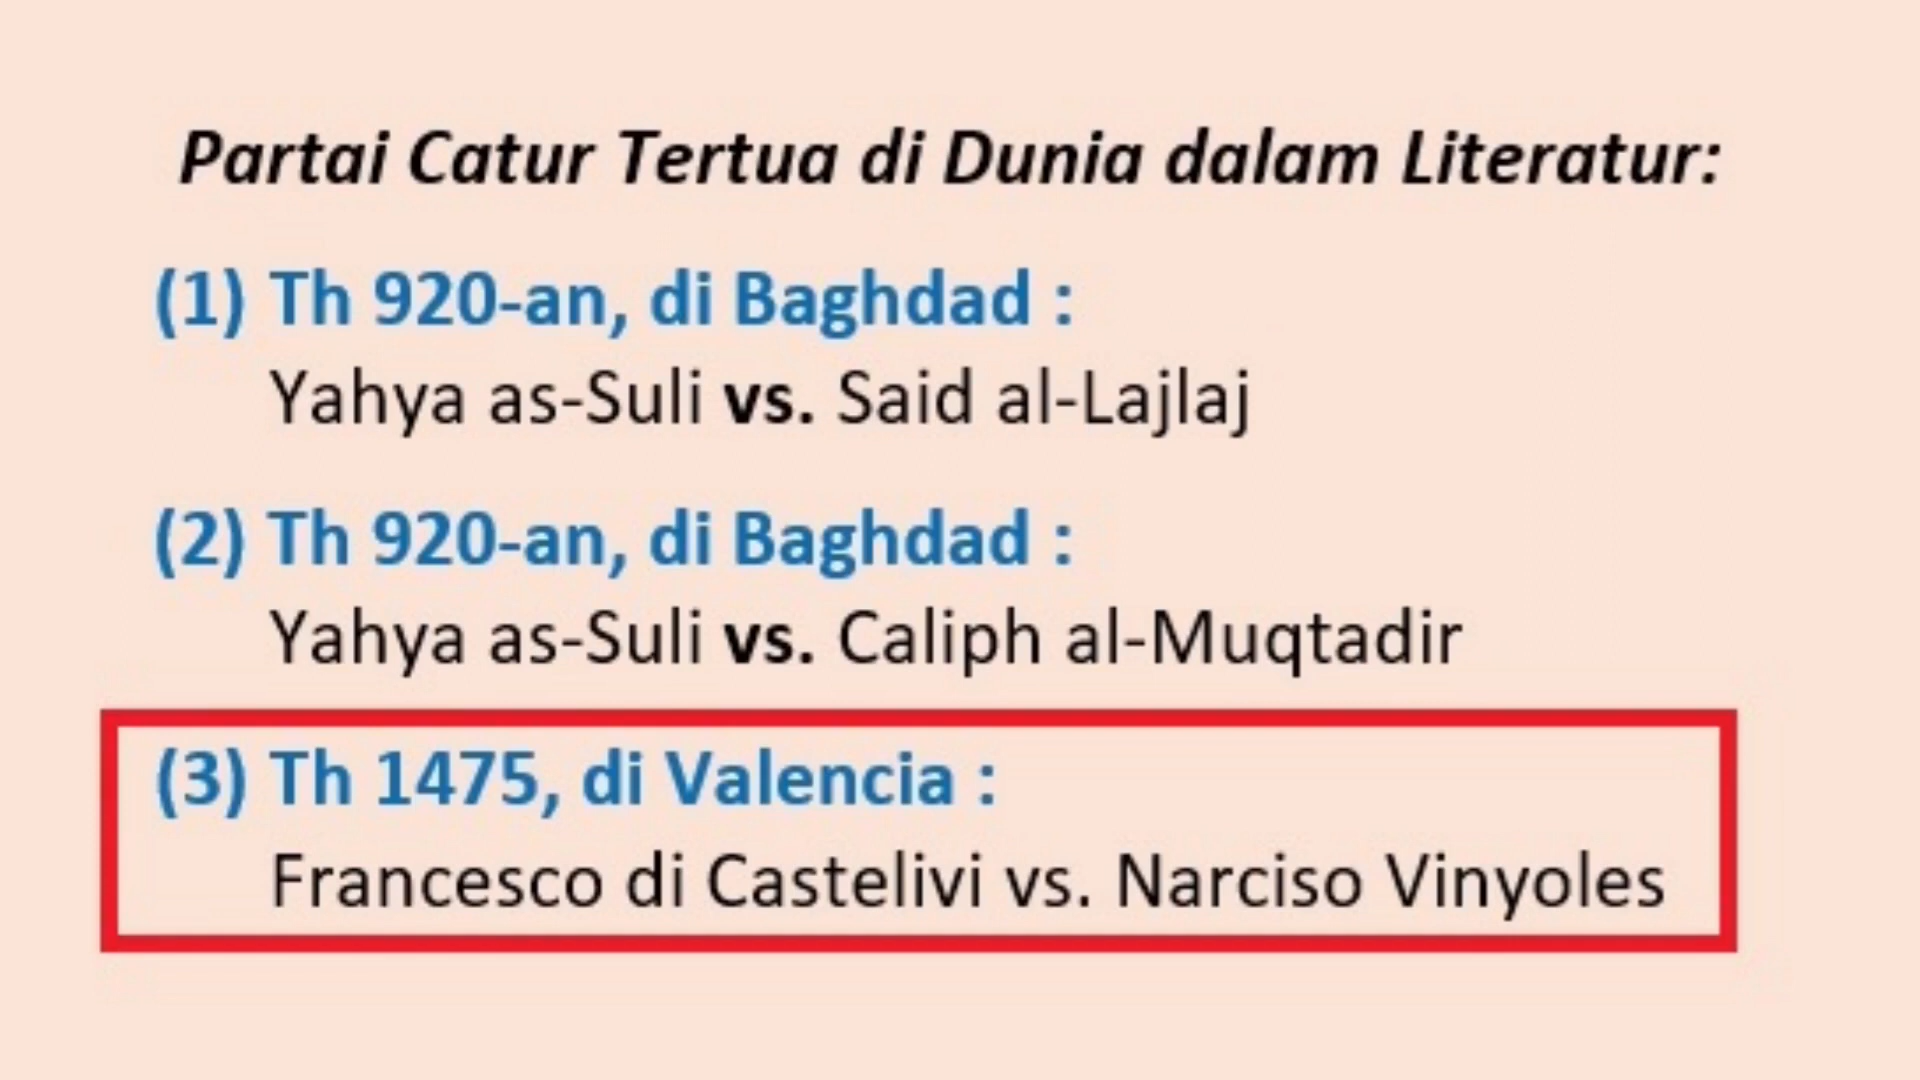 Partai Catur Tertua di Dunia dalam Literatur:
(1) Th 920-an, di Baghdad :
Yahya as-Suli vs. Said al-Lajlaj
(2) Th 920-an, di Baghdad :
Yahya as-Suli vs. Caliph al-Muqtadir
(3) Th 1475, di Valencia :
Francesco di Castelivi vs. Narciso Vinyoles